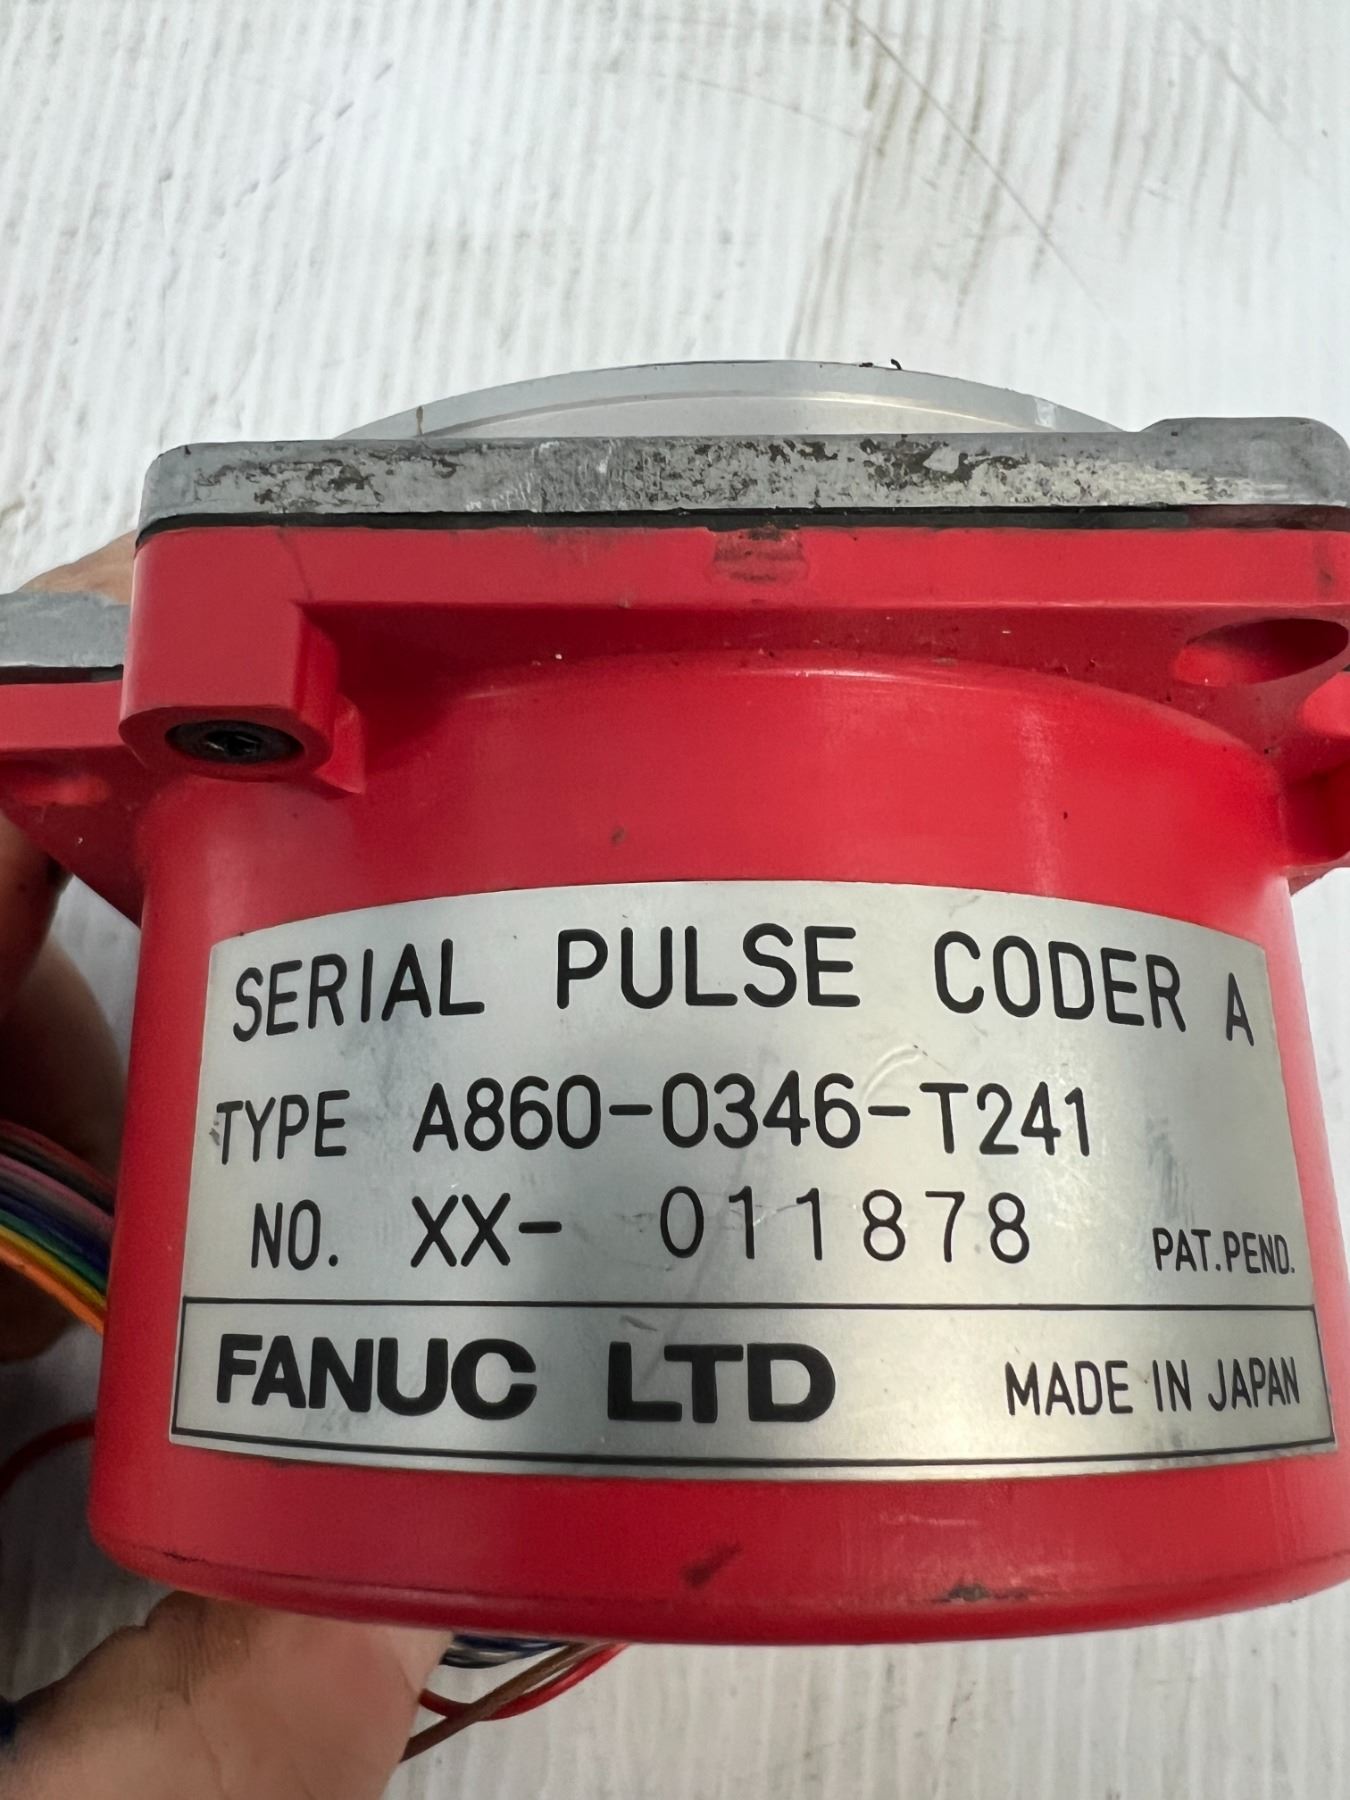 SERIAL PULSE CODER A
TYPE A860-0346-T241
NO. XX- 011878 PAT.PEND.
FANUC LTD MADE IN JAPAN